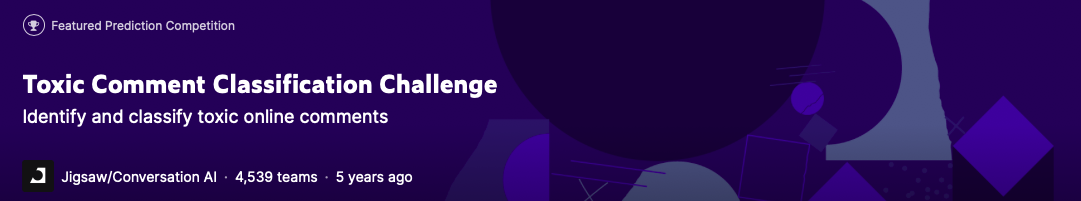 Featured Prediction Competition
Toxic Comment Classification Challenge
Identify and classify toxic online comments
Jigsaw/Conversation AI · 4,539 teams · 5 years ago